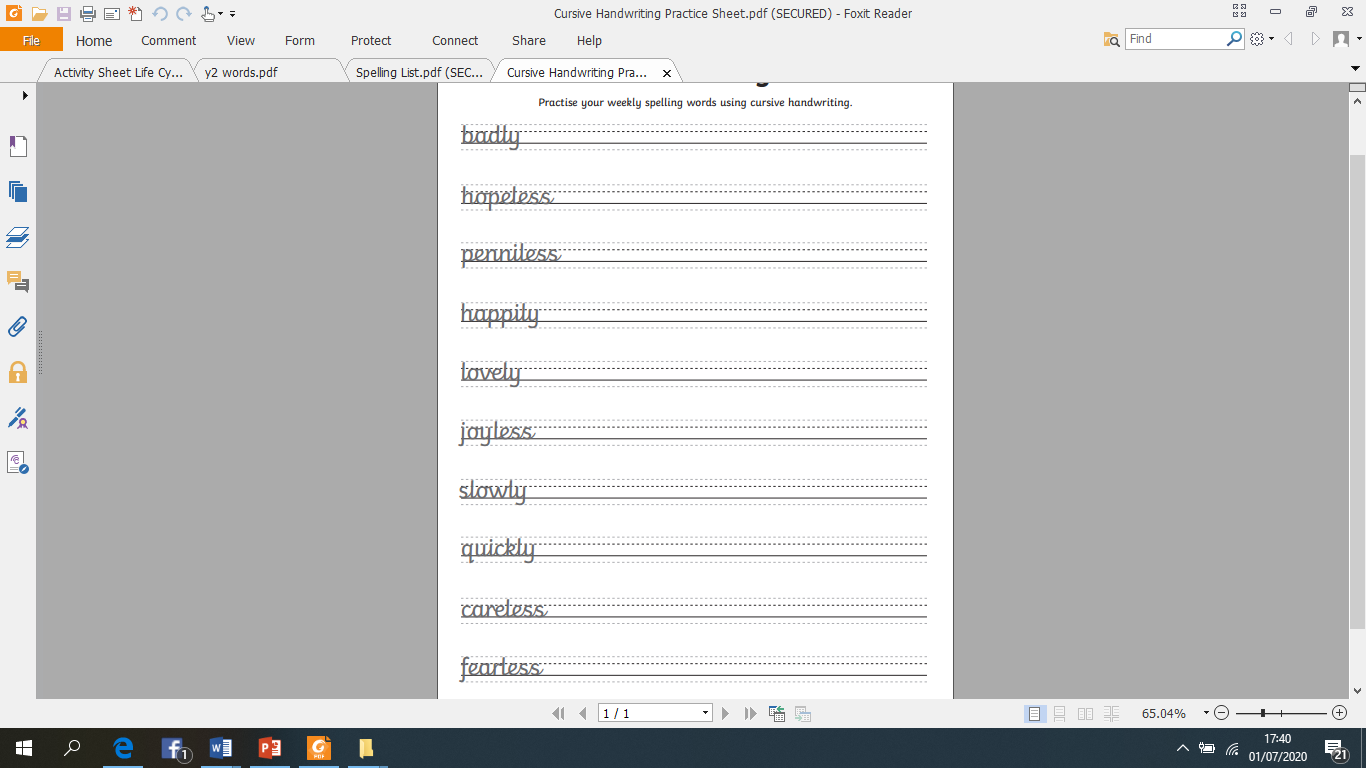 Cursive Handwriting Practice Sheet.pdf (SECURED) - Foxit Reader
File Home Comment View Form Protect Connect Share Help
Find
Activity Sheet Life Cy... y2 words.pdf Spelling List.pdf (SEC... Cursive Handwriting Pra...
Practise your weekly spelling words using cursive handwriting.
badly
hopeless
penniless
happily
lovely
joyless
slowly
quickly
careless
fearless
1 / 1
65.04%
1
17:40
01/07/2020
21